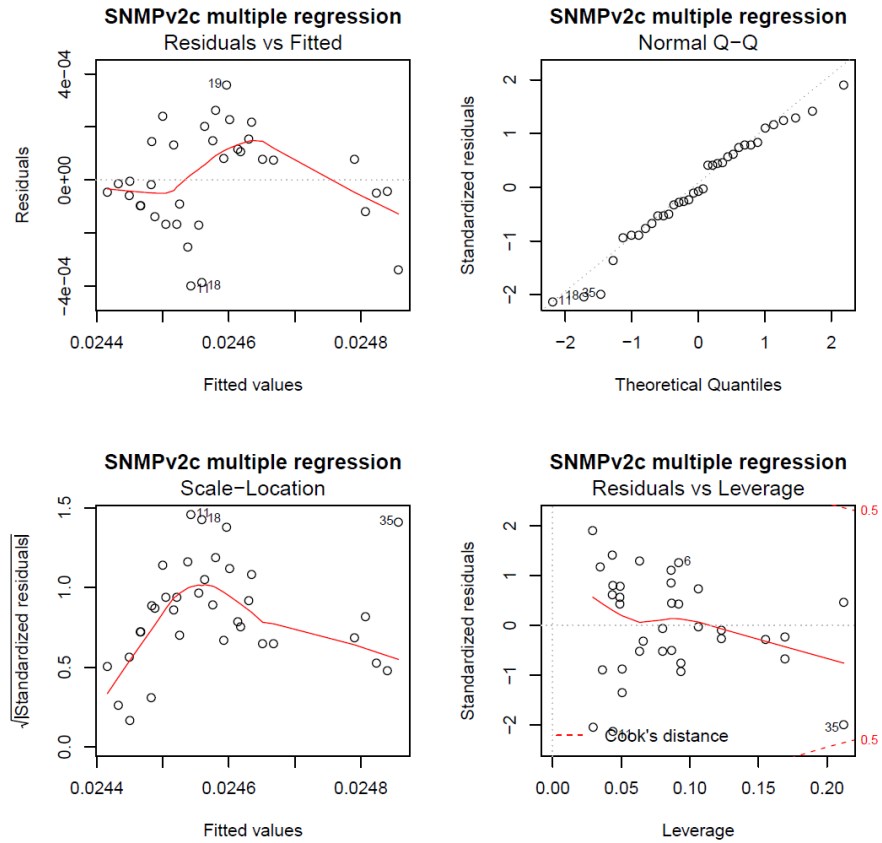 SNMPv2c multiple regression
Residuals vs Fitted
Residuals
4e−04
0e+00
−4e−04
19
11
18
0.0244
0.0246
0.0248
Fitted values
SNMPv2c multiple regression
Normal Q−Q
Standardized residuals
2
1
0
−1
−2
11
18
35
−2
−1
0
1
2
Theoretical Quantiles
SNMPv2c multiple regression
Scale−Location
√|Standardized residuals|
1.5
1.0
0.5
0.0
11
18
35
0.0244
0.0246
0.0248
Fitted values
SNMPv2c multiple regression
Residuals vs Leverage
Standardized residuals
2
1
0
−1
−2
6
11
35
Cook's distance
0.5
0.5
0.00
0.05
0.10
0.15
0.20
Leverage